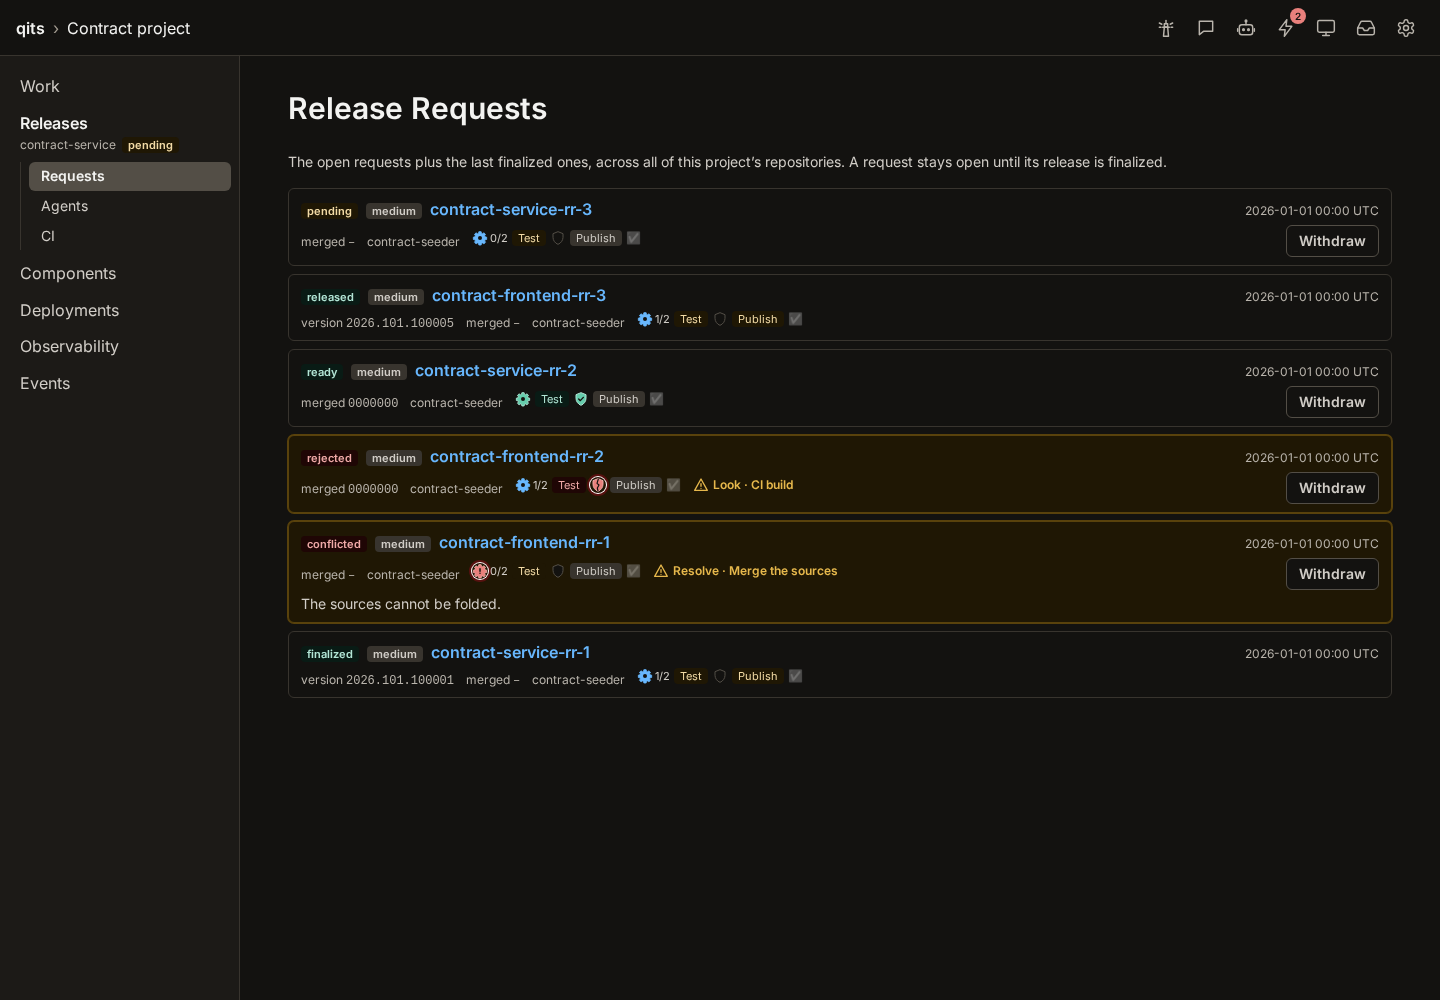 qits › Contract project
2
Work
Releases
contract-service pending
Requests
Agents
CI
Components
Deployments
Observability
Events
Release Requests
The open requests plus the last finalized ones, across all of this project’s repositories. A request stays open until its release is finalized.
pending medium contract-service-rr-3 2026-01-01 00:00 UTC
merged – contract-seeder 0/2 Test Publish Withdraw
released medium contract-frontend-rr-3 2026-01-01 00:00 UTC
version 2026.101.100005 merged – contract-seeder 1/2 Test Publish
ready medium contract-service-rr-2 2026-01-01 00:00 UTC
merged 0000000 contract-seeder Test Publish Withdraw
rejected medium contract-frontend-rr-2 2026-01-01 00:00 UTC
merged 0000000 contract-seeder 1/2 Test Publish Look · CI build Withdraw
conflicted medium contract-frontend-rr-1 2026-01-01 00:00 UTC
merged – contract-seeder 0/2 Test Publish Resolve · Merge the sources Withdraw
The sources cannot be folded.
finalized medium contract-service-rr-1 2026-01-01 00:00 UTC
version 2026.101.100001 merged – contract-seeder 1/2 Test Publish